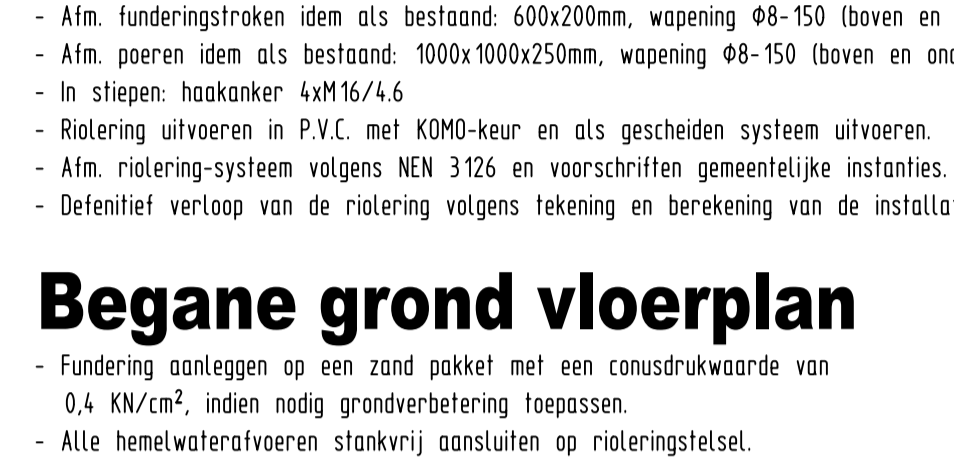 - Afm. funderingstroken idem als bestaand: 600x200mm, wapening Φ8-150 (boven en
- Afm. poeren idem als bestaand: 1000x1000x250mm, wapening Φ8-150 (boven en
- In stiepen: haakanker 4xM16/4.6
- Riolering uitvoeren in P.V.C. met KOMO-keur en als gescheiden systeem uitvoeren.
- Afm. riolering-systeem volgens NEN 3126 en voorschriften gemeentelijke instanties.
- Defenitief verloop van de riolering volgens tekening en berekening van de
Begane grond vloerplan
- Fundering aanleggen op een zand pakket met een conusdrukwaarde van
0,4 KN/cm², indien nodig grondverbetering toepassen.
- Alle hemelwaterafvoeren stankvrij aansluiten op rioleringstelsel.